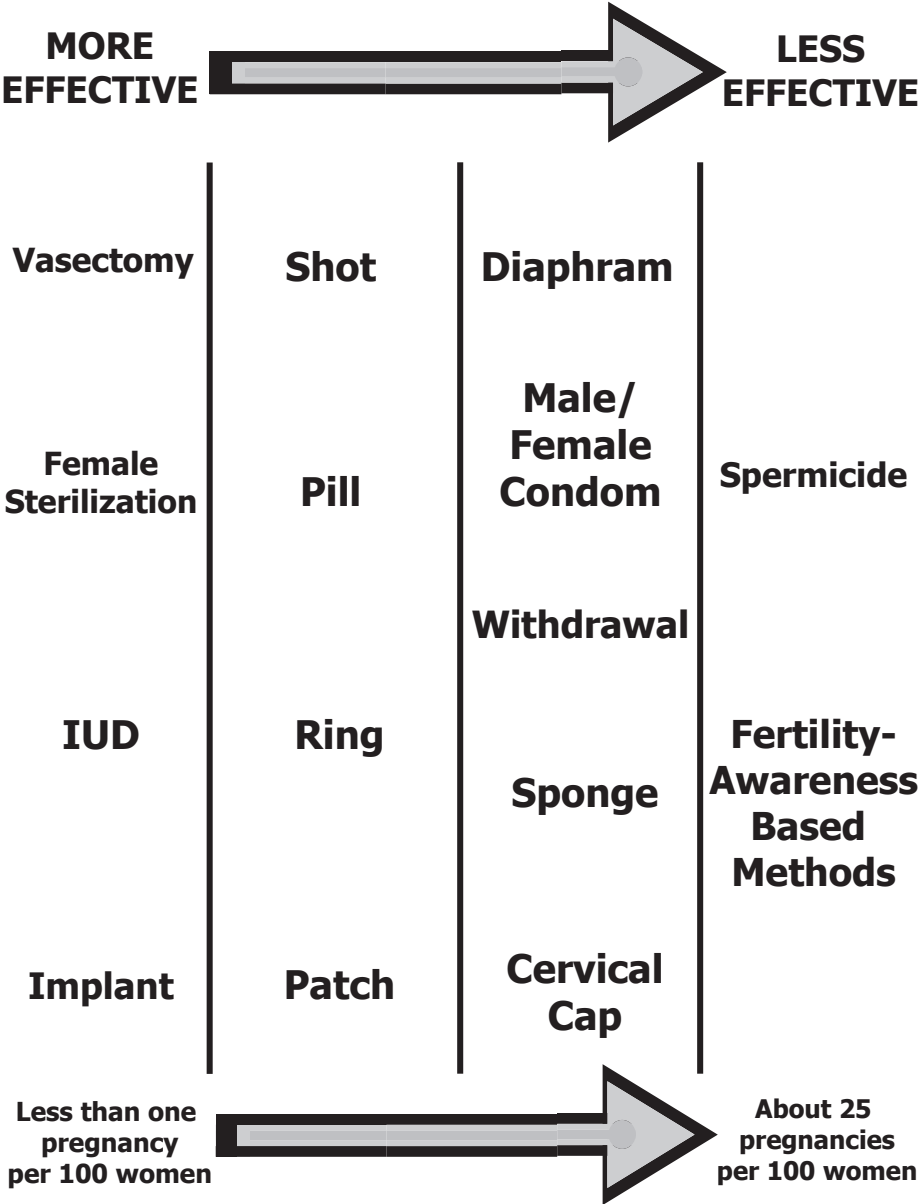 MORE
EFFECTIVE
LESS
EFFECTIVE
Vasectomy
Female
Sterilization
IUD
Implant
Shot
Pill
Ring
Patch
Diaphram
Male/
Female
Condom
Withdrawal
Sponge
Cervical
Cap
Spermicide
Fertility-
Awareness
Based
Methods
Less than one
pregnancy
per 100 women
About 25
pregnancies
per 100 women